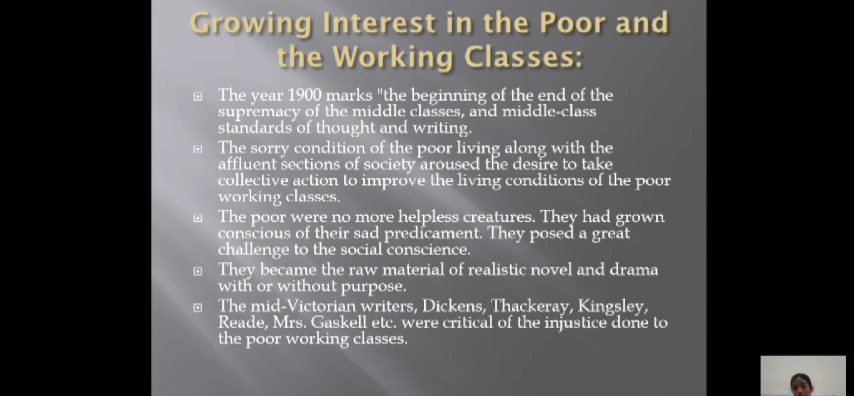 Growing Interest in the Poor and
the Working Classes:
The year 1900 marks "the beginning of the end of the
supremacy of the middle classes, and middle-class
standards of thought and writing.
The sorry condition of the poor living along with the
affluent sections of society aroused the desire to take
collective action to improve the living conditions of the poor
working classes.
The poor were no more helpless creatures. They had grown
conscious of their sad predicament. They posed a great
challenge to the social conscience.
They became the raw material of realistic novel and drama
with or without purpose.
The mid-Victorian writers, Dickens, Thackeray, Kingsley,
Reade, Mrs. Gaskell etc. were critical of the injustice done to
the poor working classes.